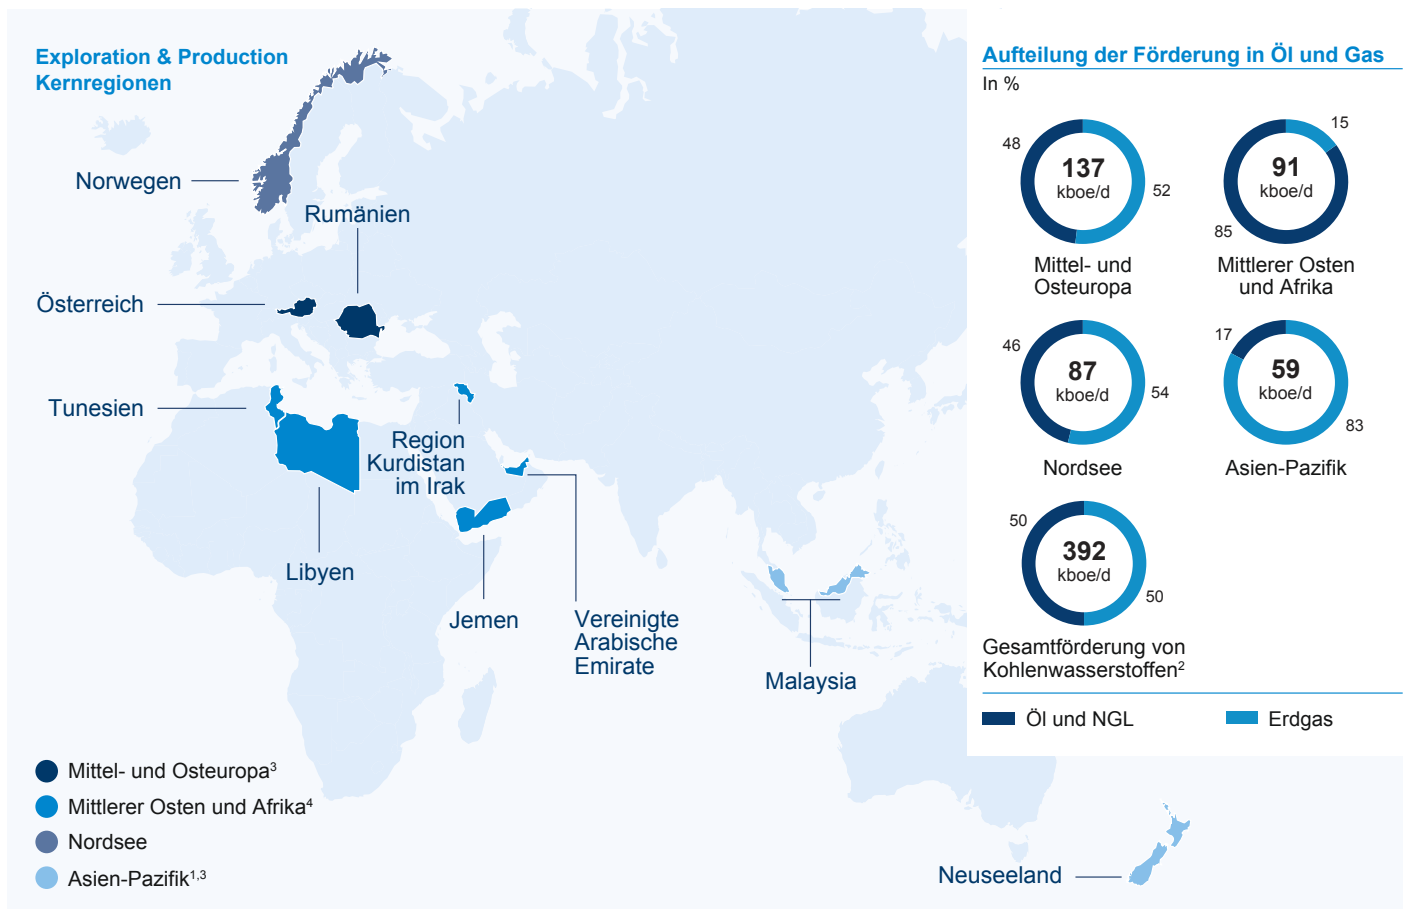 Exploration & Production
Kernregionen
Norwegen
Rumänien
Österreich
Tunesien
Region
Kurdistan
im Irak
Libyen
Jemen
Vereinigte
Arabische
Emirate
Malaysia
Neuseeland
Mittel- und Osteuropa³
Mittlerer Osten und Afrika⁴
Nordsee
Asien-Pazifik¹,³
Aufteilung der Förderung in Öl und Gas
In %
48
137
kboe/d
52
Mittel- und
Osteuropa
15
91
kboe/d
85
Mittlerer Osten
und Afrika
46
87
kboe/d
54
Nordsee
17
59
kboe/d
83
Asien-Pazifik
50
392
kboe/d
50
Gesamtförderung von
Kohlenwasserstoffen²
Öl und NGL
Erdgas